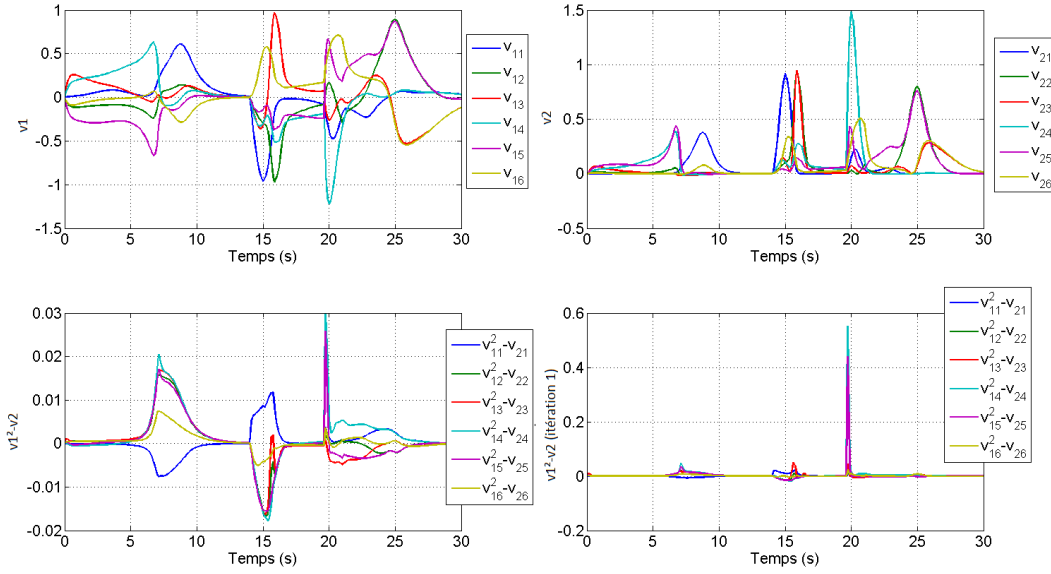 1
0.5
0
-0.5
-1
-1.5
v1
0 5 10 15 20 25 30
Temps (s)
v11
v12
v13
v14
v15
v16
1.5
1
0.5
0
-0.5
v2
0 5 10 15 20 25 30
Temps (s)
v21
v22
v23
v24
v25
v26
0.03
0.02
0.01
0
-0.01
-0.02
v1²-v2
0 5 10 15 20 25 30
Temps (s)
v²11-v21
v²12-v22
v²13-v23
v²14-v24
v²15-v25
v²16-v26
0.6
0.4
0.2
0
-0.2
v1²-v2 (itération 1)
0 5 10 15 20 25 30
Temps (s)
v²11-v21
v²12-v22
v²13-v23
v²14-v24
v²15-v25
v²16-v26